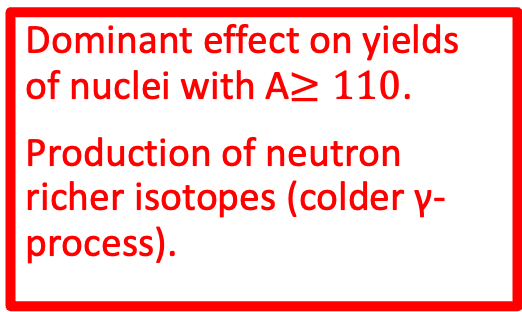 Dominant effect on yields
of nuclei with A≥ 110.
Production of neutron
richer isotopes (colder γ-
process).